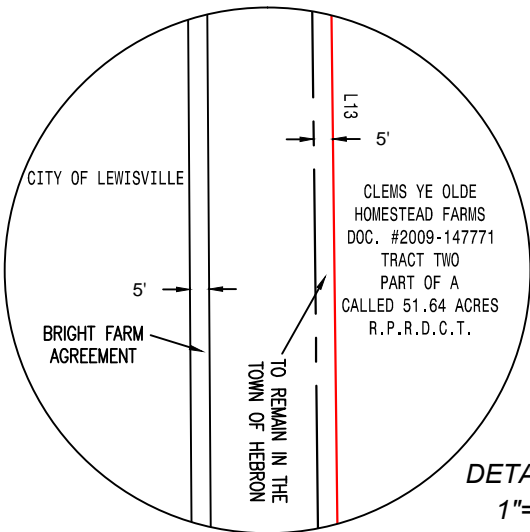 L13
5'
CITY OF LEWISVILLE
CLEMS YE OLDE
HOMESTEAD FARMS
DOC. #2009-147771
TRACT TWO
PART OF A
CALLED 51.64 ACRES
R.P.R.D.C.T.
5'
BRIGHT FARM
AGREEMENT
TO REMAIN IN THE
TOWN OF HEBRON
DETA
1"=